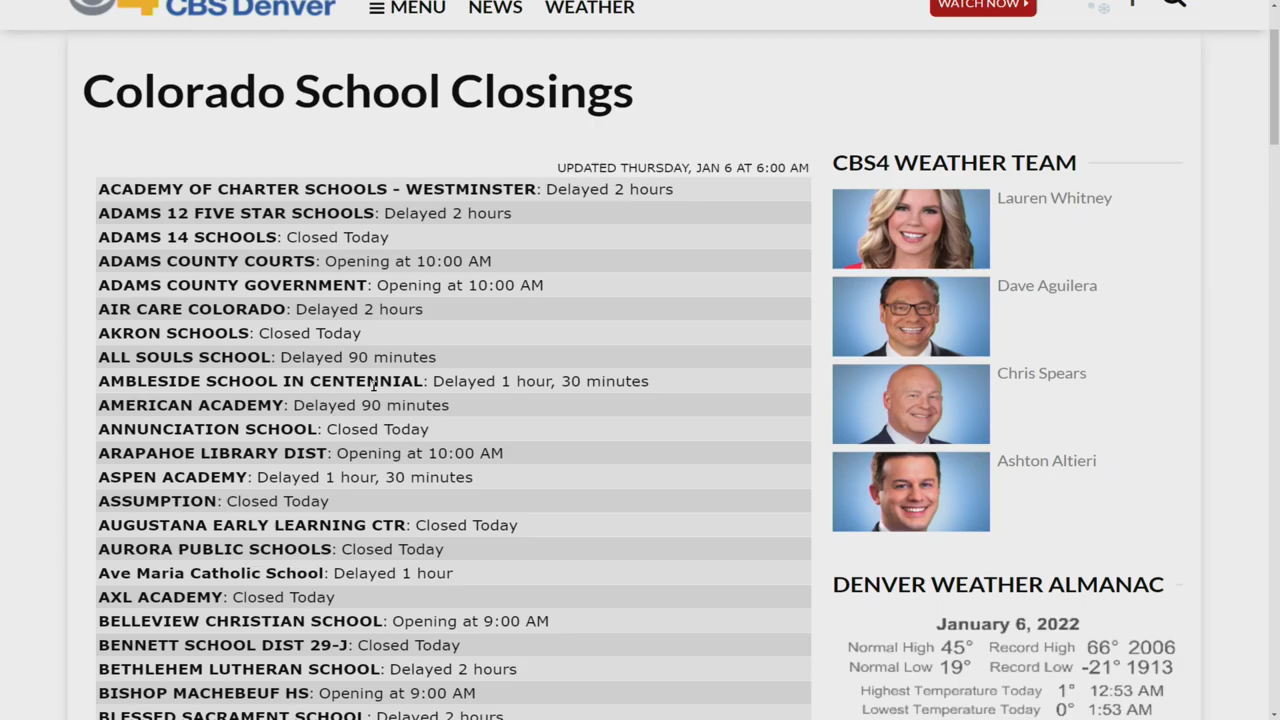 4 CBS Denver
MENU NEWS WEATHER
WATCH NOW
Colorado School Closings
UPDATED THURSDAY, JAN 6 AT 6:00 AM
ACADEMY OF CHARTER SCHOOLS - WESTMINSTER: Delayed 2 hours
ADAMS 12 FIVE STAR SCHOOLS: Delayed 2 hours
ADAMS 14 SCHOOLS: Closed Today
ADAMS COUNTY COURTS: Opening at 10:00 AM
ADAMS COUNTY GOVERNMENT: Opening at 10:00 AM
AIR CARE COLORADO: Delayed 2 hours
AKRON SCHOOLS: Closed Today
ALL SOULS SCHOOL: Delayed 90 minutes
AMBLESIDE SCHOOL IN CENTENNIAL: Delayed 1 hour, 30 minutes
AMERICAN ACADEMY: Delayed 90 minutes
ANNUNCIATION SCHOOL: Closed Today
ARAPAHOE LIBRARY DIST: Opening at 10:00 AM
ASPEN ACADEMY: Delayed 1 hour, 30 minutes
ASSUMPTION: Closed Today
AUGUSTANA EARLY LEARNING CTR: Closed Today
AURORA PUBLIC SCHOOLS: Closed Today
Ave Maria Catholic School: Delayed 1 hour
AXL ACADEMY: Closed Today
BELLEVIEW CHRISTIAN SCHOOL: Opening at 9:00 AM
BENNETT SCHOOL DIST 29-J: Closed Today
BETHLEHEM LUTHERAN SCHOOL: Delayed 2 hours
BISHOP MACHEBEUF HS: Opening at 9:00 AM
BLESSED SACRAMENT SCHOOL: Delayed 2 hours
CBS4 WEATHER TEAM
Lauren Whitney
Dave Aguilera
Chris Spears
Ashton Altieri
DENVER WEATHER ALMANAC
January 6, 2022
Normal High 45° Record High 66° 2006
Normal Low 19° Record Low -21° 1913
Highest Temperature Today 1° 12:53 AM
Lowest Temperature Today 0° 1:53 AM